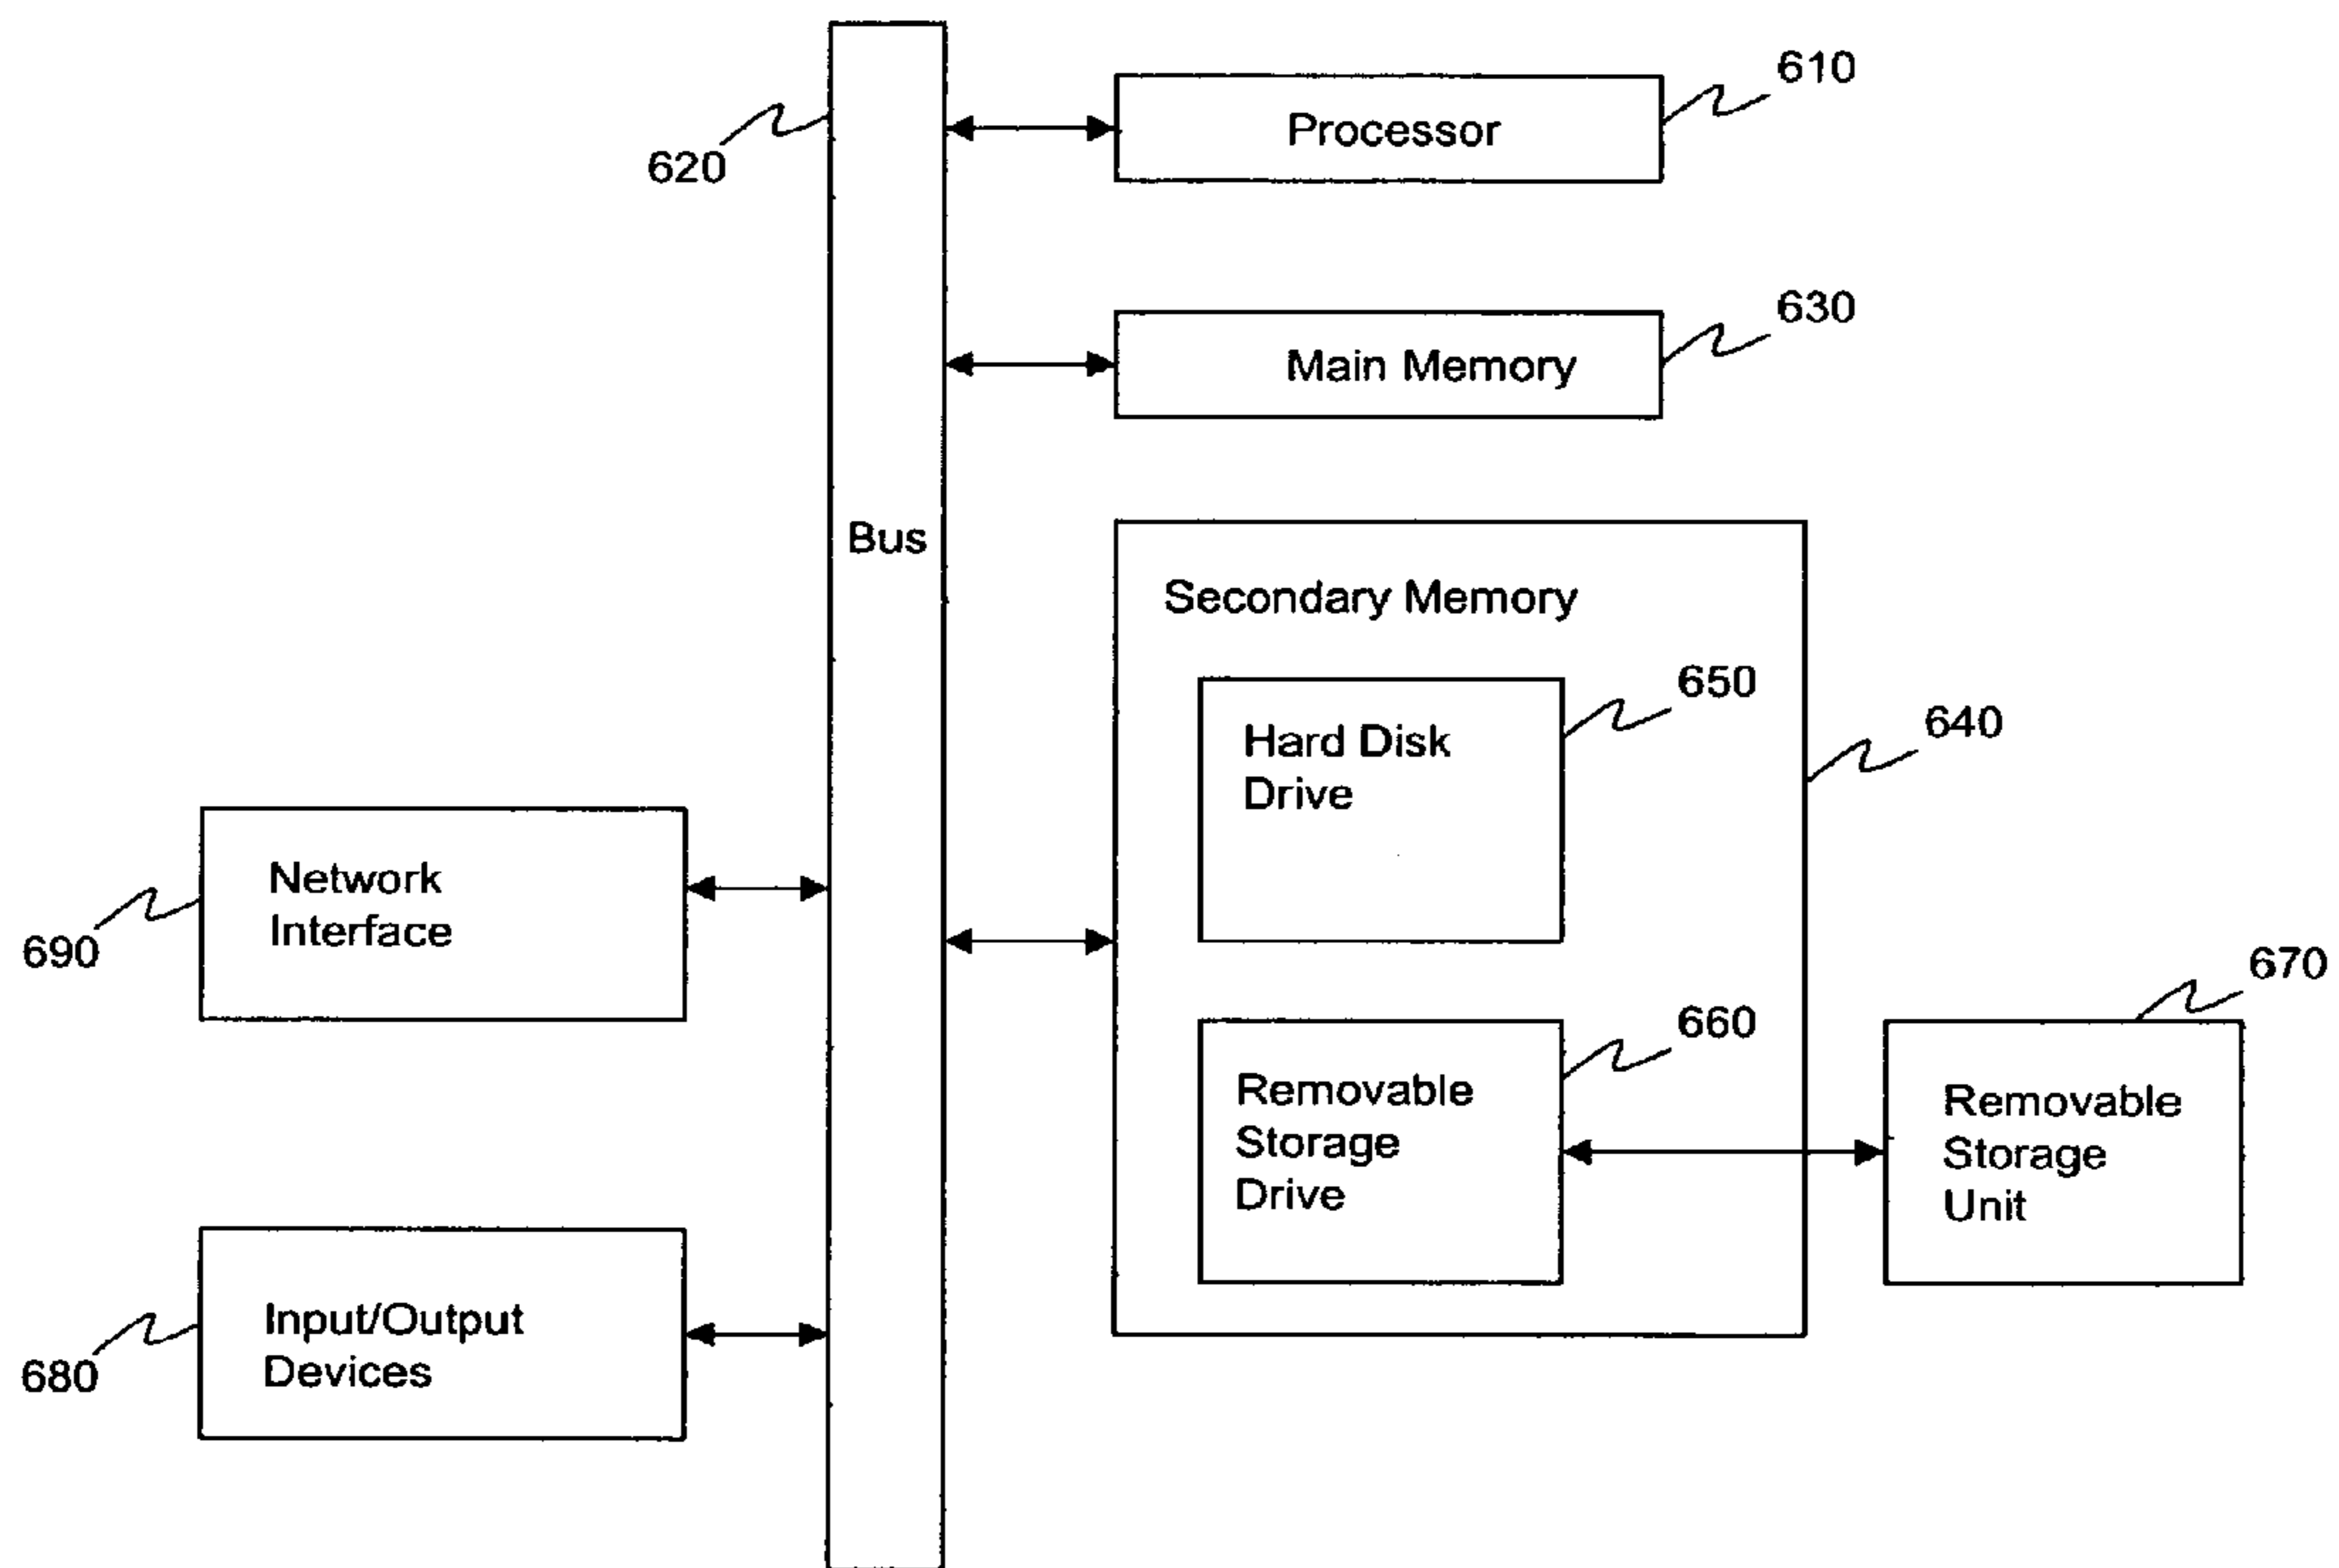 610
Processor
620
630
Main Memory
Bus
Secondary Memory
650
Hard Disk
Drive
640
Network
Interface
690
670
660
Removable
Storage
Drive
Removable
Storage
Unit
Input/Output
Devices
680